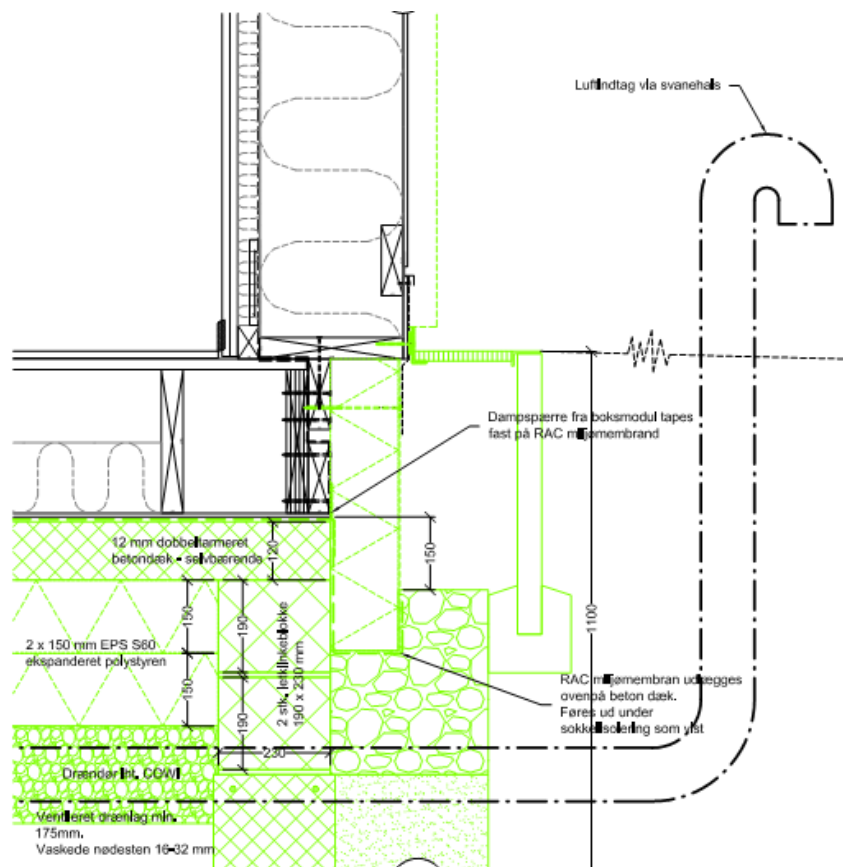 Luftindtag via svanehals
Dampspærre fra boksmodul tapes
fast på RAC miljømembrand
12 mm dobbeltarmeret
betondæk - selvbærende
120
150
150
190
1100
2 x 150 mm EPS S60
ekspanderet polystyren
2 stk. letklinkeblokke
190 x 230 mm
150
190
RAC miljømembran udlægges
ovenpå beton dæk.
Føres ud under
sokkelisolering som vist
230
Drændør iht. COWI
Ventileret drænlag min.
175mm.
Vaskede nødesten 16-32 mm